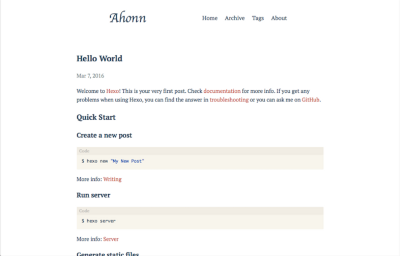 Ahonn
Home Archive Tags About
Hello World
Mar 7, 2016
Welcome to Hexo! This is your very first post. Check documentation for more info. If you get any
problems when using Hexo, you can find the answer in troubleshooting or you can ask me on GitHub.
Quick Start
Create a new post
Code
$ hexo new "My New Post"
More info: Writing
Run server
Code
$ hexo server
More info: Server
Generate static files